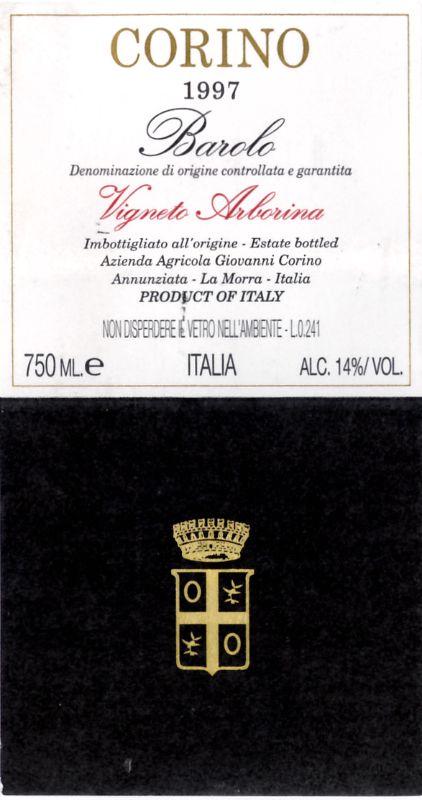 CORINO
1997
Barolo
Denominazione di origine controllata e garantita
Vigneto Arborina
Imbottigliato all'origine - Estate bottled
Azienda Agricola Giovanni Corino
Annunziata - La Morra - Italia
PRODUCT OF ITALY
NON DISPERDERE IL VETRO NELL'AMBIENTE - L.0.241
750 ML. e ITALIA ALC. 14%/ VOL.